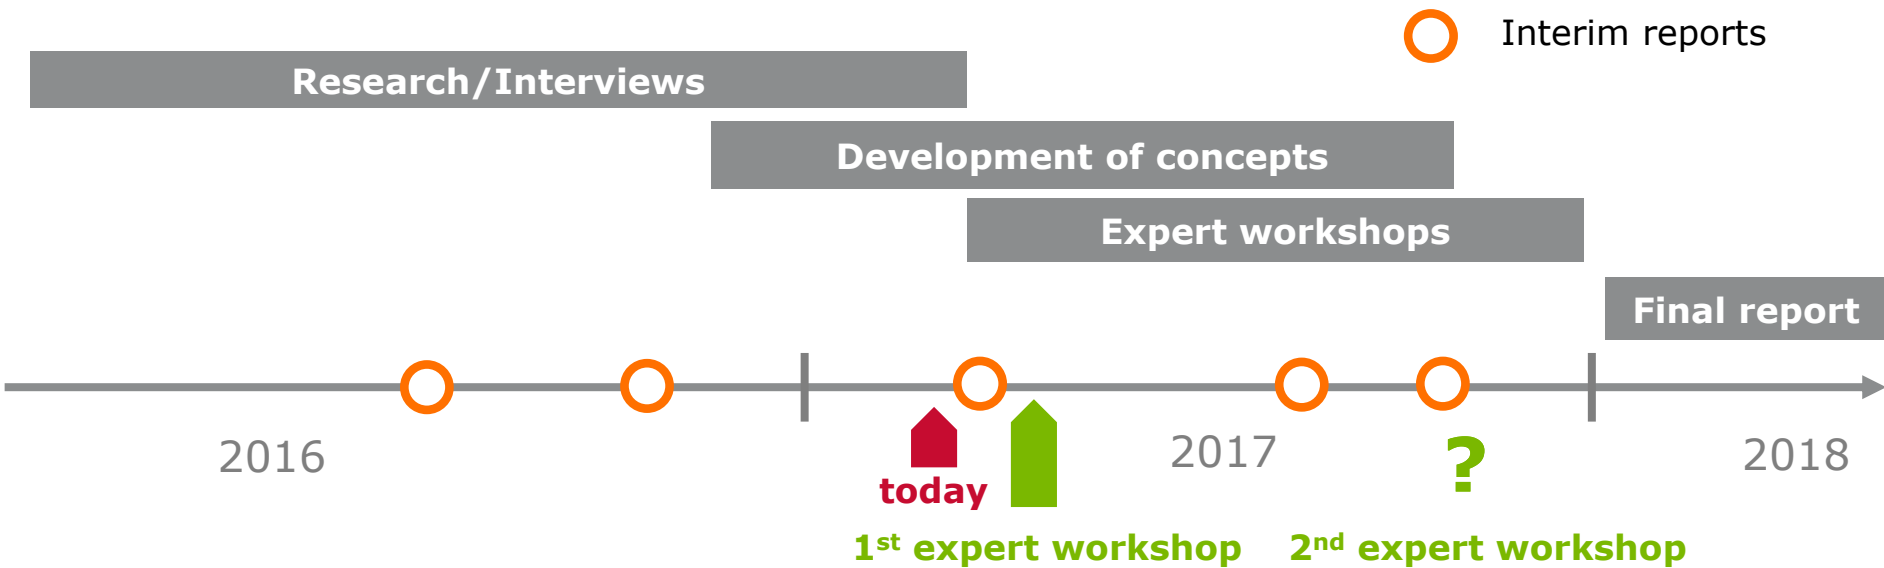 Interim reports
Research/Interviews
Development of concepts
Expert workshops
Final report
2016
2017
2018
?
today
1st expert workshop
2nd expert workshop